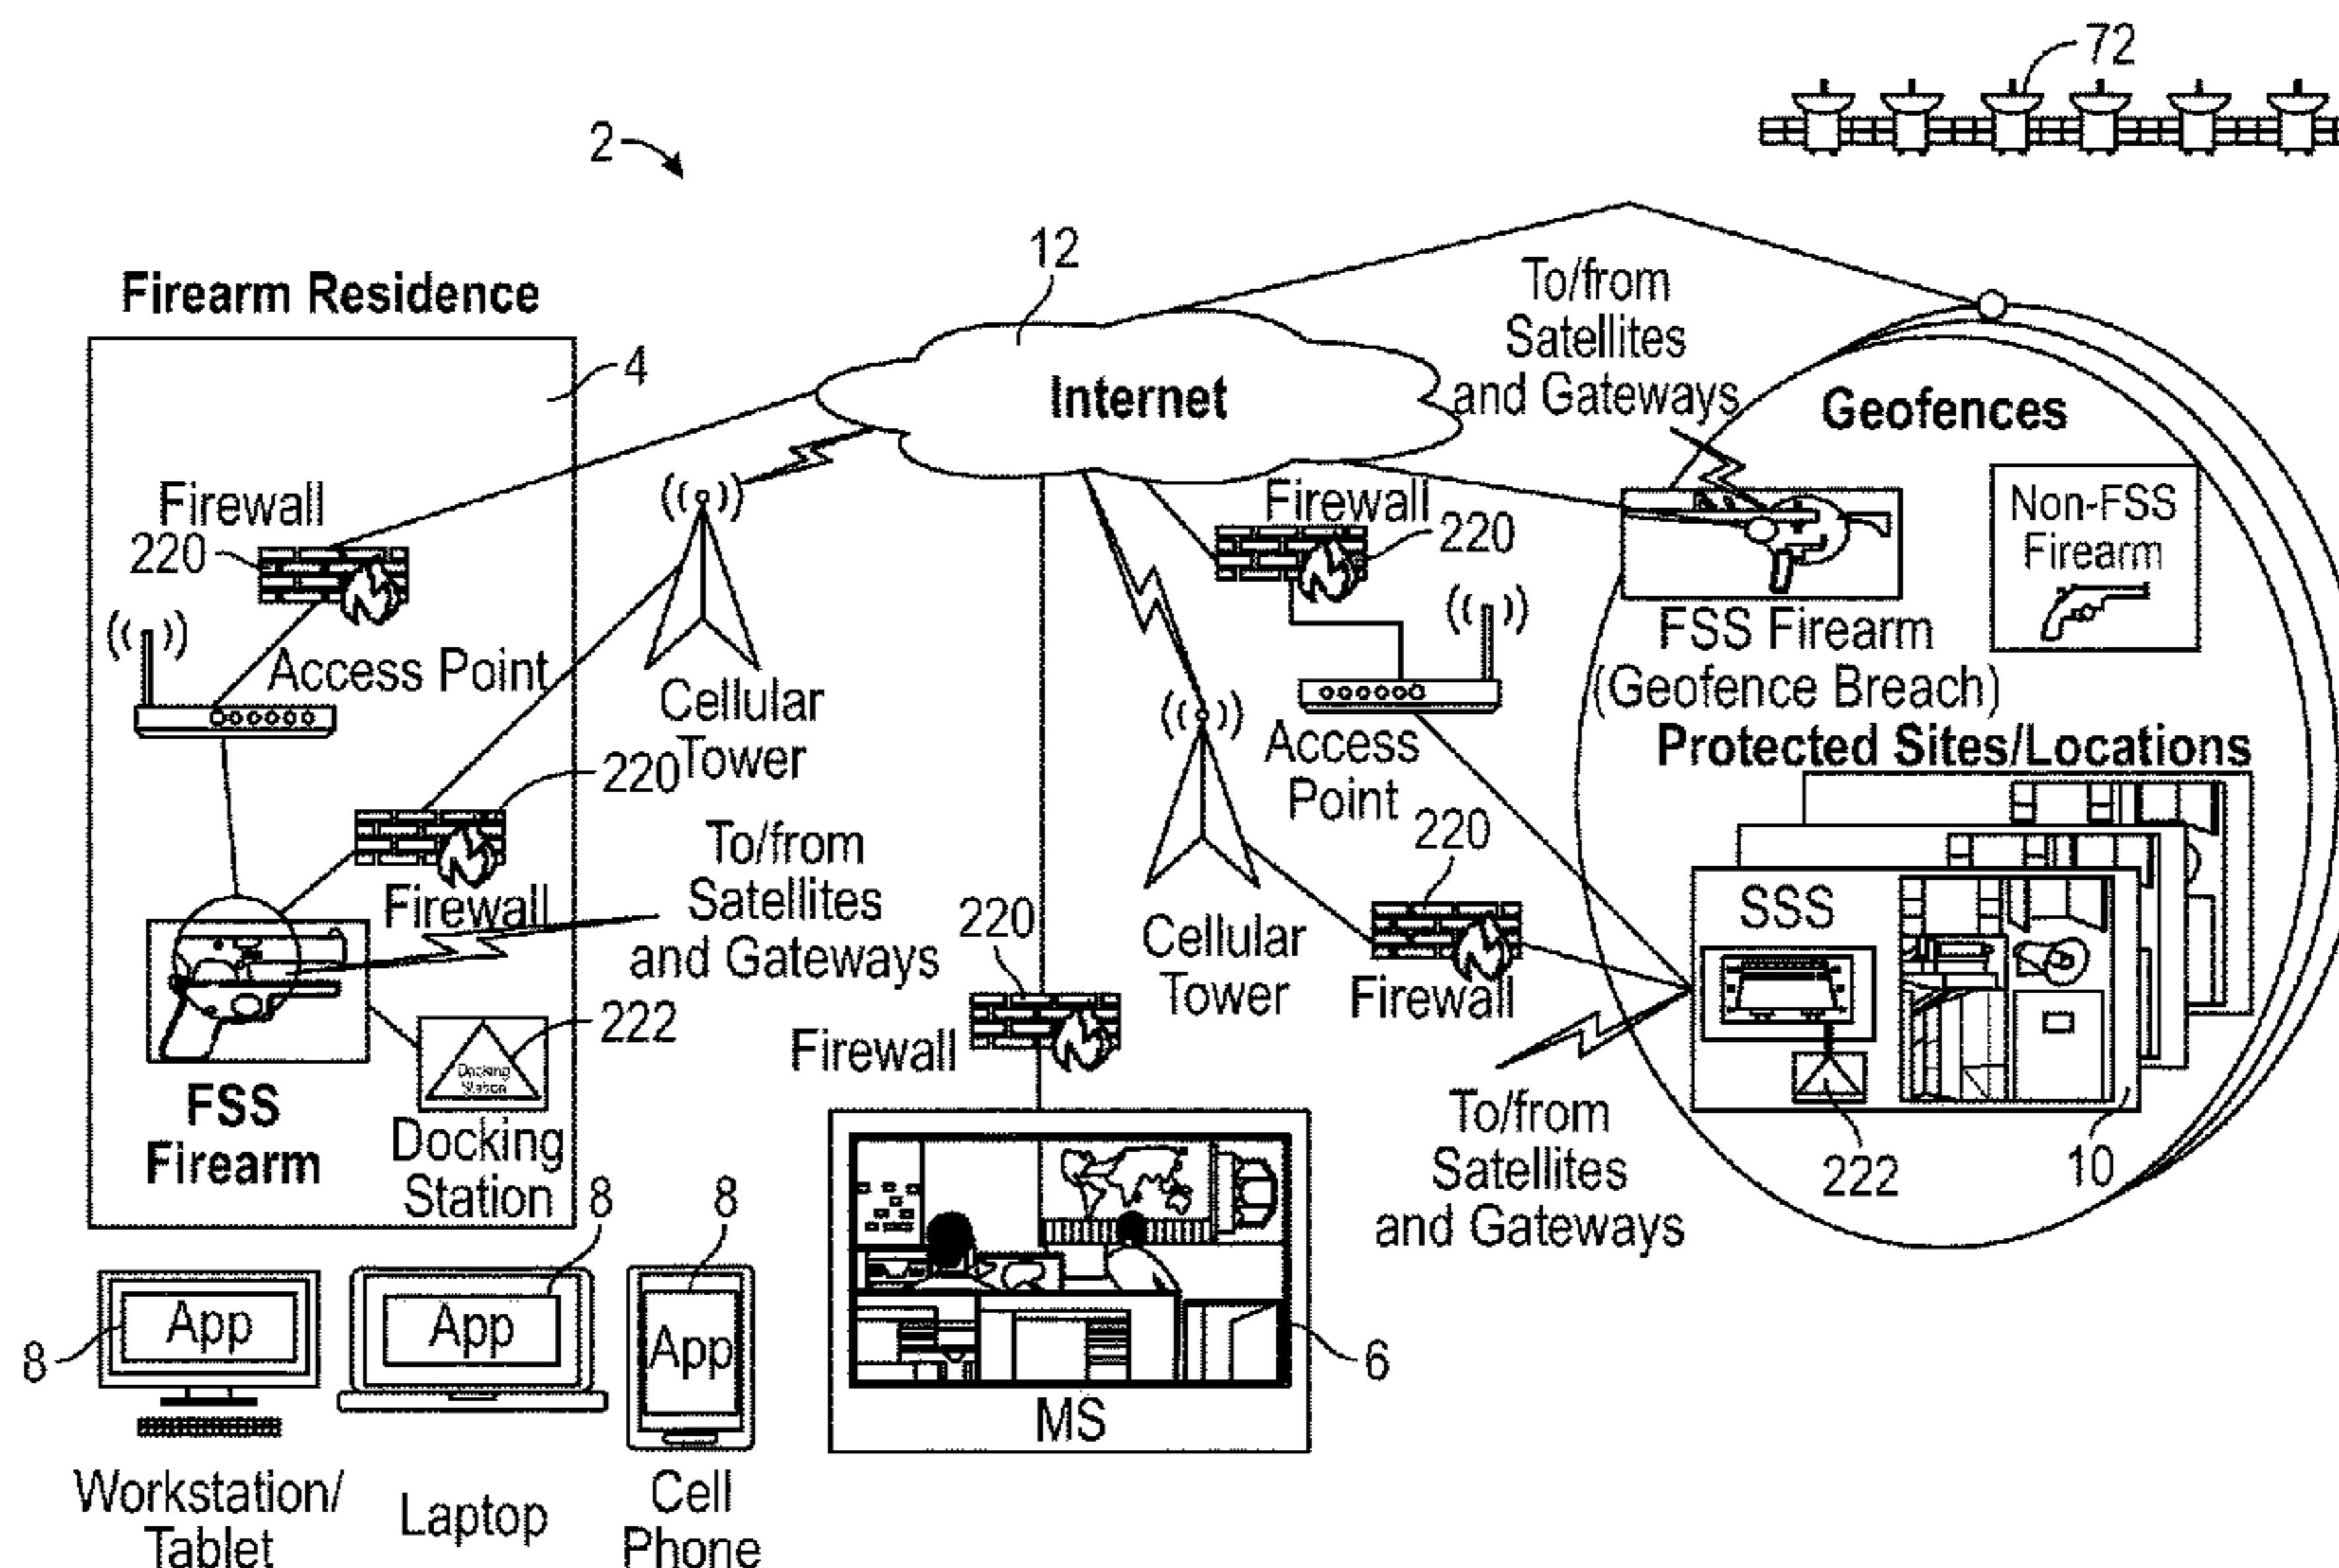 72
2
12
Firearm Residence
4
Internet
To/from
Satellites
and Gateways
Geofences
Firewall
220
Access Point
Cellular
Tower
220
Firewall
To/from
Satellites
and Gateways
FSS
Firearm
Docking
Station
222
Docking
Station
Firewall
220
Access
Point
Cellular
Tower
220
Firewall
220
Firewall
To/from
Satellites
and Gateways
Non-FSS
Firearm
FSS Firearm
(Geofence Breach)
Protected Sites/Locations
SSS
222
10
8
App
Workstation/
Tablet
8
App
Laptop
8
App
Cell
Phone
6
MS